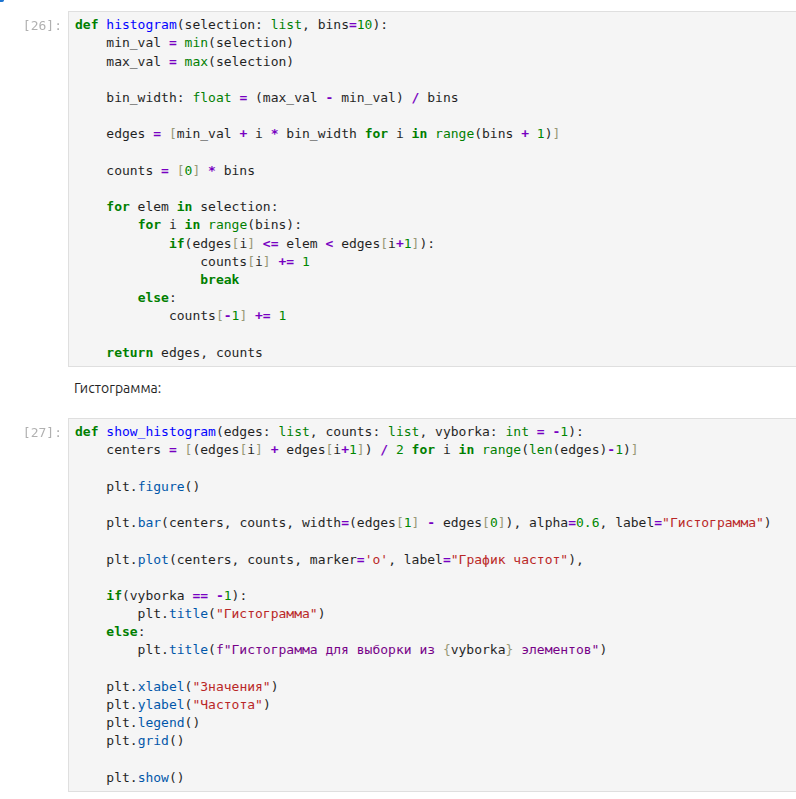 [26]: def histogram(selection: list, bins=10):
    min_val = min(selection)
    max_val = max(selection)

    bin_width: float = (max_val - min_val) / bins

    edges = [min_val + i * bin_width for i in range(bins + 1)]

    counts = [0] * bins

    for elem in selection:
        for i in range(bins):
            if(edges[i] <= elem < edges[i+1]):
                counts[i] += 1
                break
        else:
            counts[-1] += 1

    return edges, counts
Гистограмма:
[27]: def show_histogram(edges: list, counts: list, vyborka: int = -1):
    centers = [(edges[i] + edges[i+1]) / 2 for i in range(len(edges)-1)]

    plt.figure()

    plt.bar(centers, counts, width=(edges[1] - edges[0]), alpha=0.6, label="Гистограмма")

    plt.plot(centers, counts, marker='o', label="График частот"),

    if(vyborka == -1):
        plt.title("Гистограмма")
    else:
        plt.title(f"Гистограмма для выборки из {vyborka} элементов")

    plt.xlabel("Значения")
    plt.ylabel("Частота")
    plt.legend()
    plt.grid()

    plt.show()